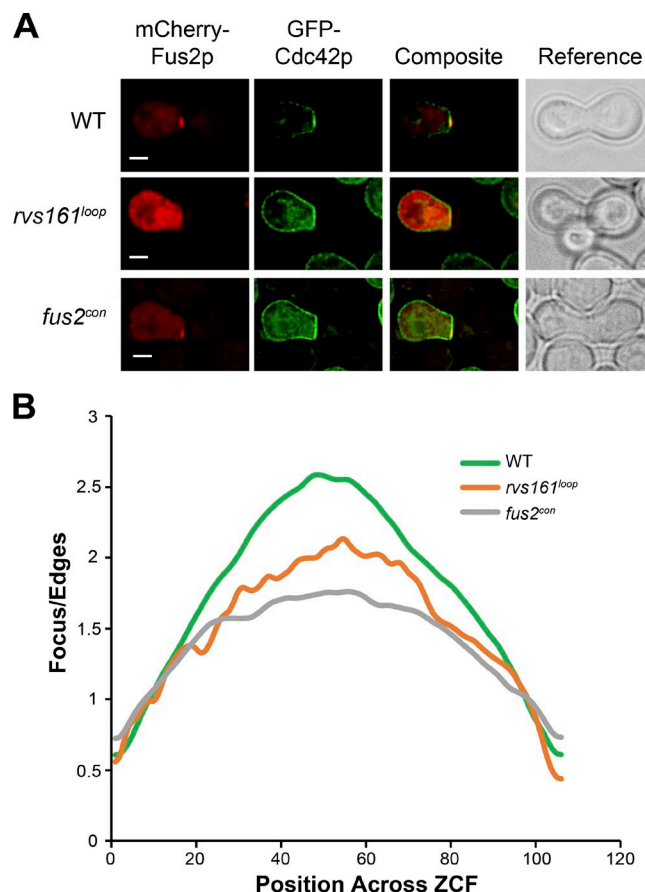 A
mCherry-
Fus2p
GFP-
Cdc42p
Composite
Reference
WT
rvs161loop
fus2con
B
3
2.5
2
1.5
1
0.5
0
Focus/Edges
WT
rvs161loop
fus2con
0
20
40
60
80
100
120
Position Across ZCF